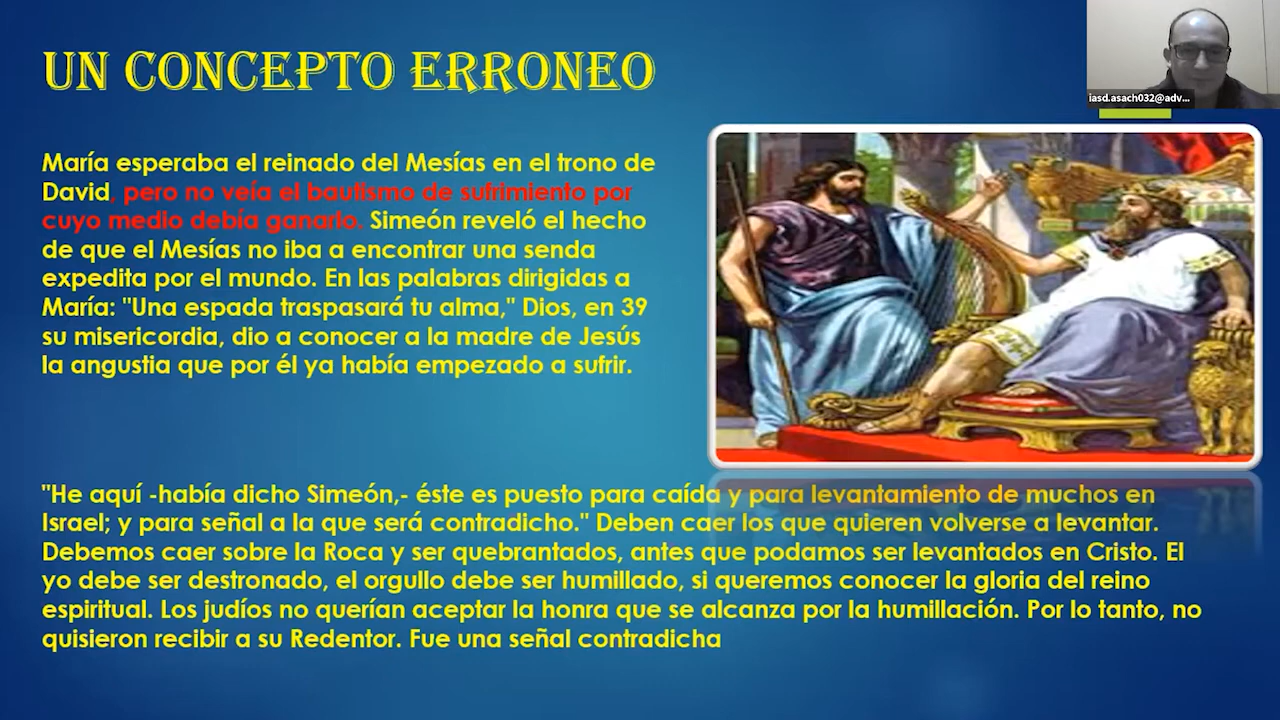 UN CONCEPTO ERRONEO
iasd.asach032@adv...
María esperaba el reinado del Mesías en el trono de
David, pero no veía el bautismo de sufrimiento por
cuyo medio debía ganarlo. Simeón reveló el hecho
de que el Mesías no iba a encontrar una senda
expedita por el mundo. En las palabras dirigidas a
María: "Una espada traspasará tu alma," Dios, en 39
su misericordia, dio a conocer a la madre de Jesús
la angustia que por él ya había empezado a sufrir.
"He aquí -había dicho Simeón,- éste es puesto para caída y para levantamiento de muchos en
Israel; y para señal a la que será contradicho." Deben caer los que quieren volverse a levantar.
Debemos caer sobre la Roca y ser quebrantados, antes que podamos ser levantados en Cristo. El
yo debe ser destronado, el orgullo debe ser humillado, si queremos conocer la gloria del reino
espiritual. Los judíos no querían aceptar la honra que se alcanza por la humillación. Por lo tanto, no
quisieron recibir a su Redentor. Fue una señal contradicha